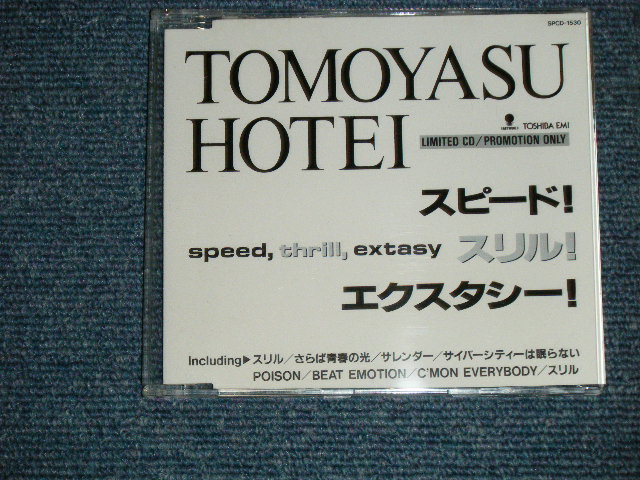 SPCD-1530
TOMOYASU
HOTEI
TOSHIBA EMI
LIMITED CD/PROMOTION ONLY
スピード!
speed, thrill, extasy スリル!
エクスタシー!
including▶スリル/さらば青春の光/サレンダー/サイバーシティーは眠らない
POISON/BEAT EMOTION/C'MON EVERYBODY/スリル